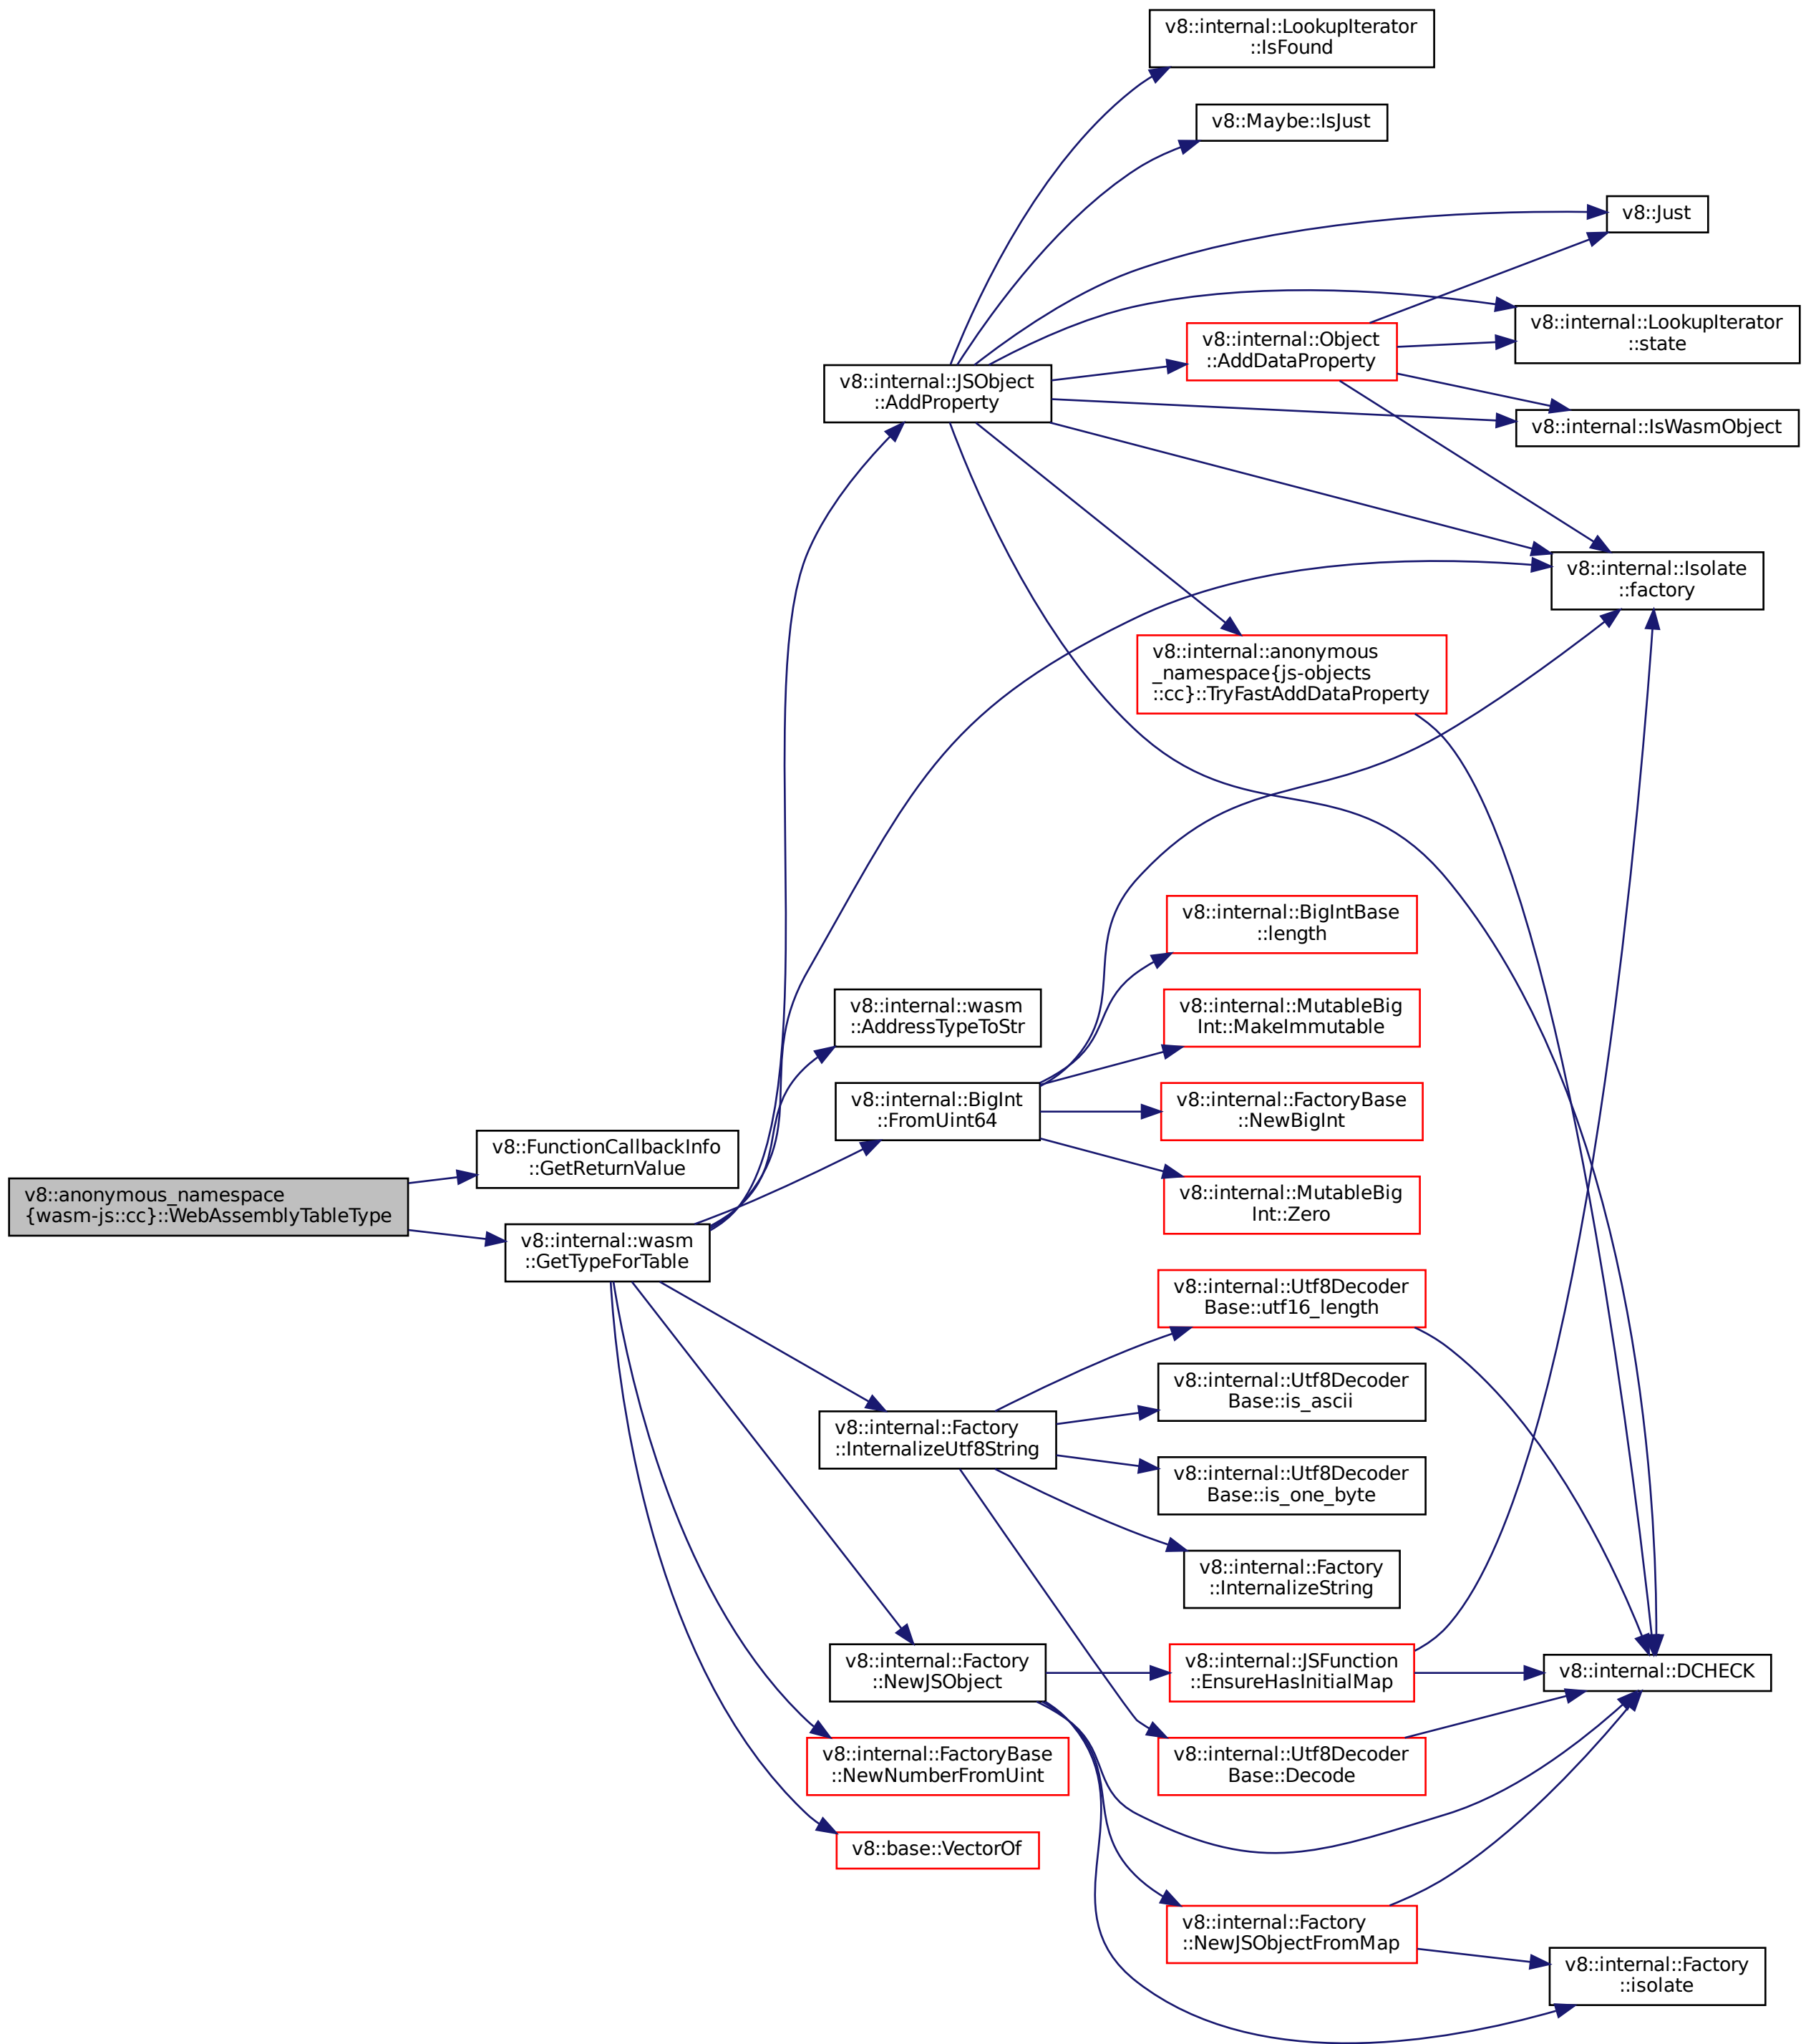 v8::internal::LookupIterator
::IsFound
v8::Maybe::IsJust
v8::Just
v8::internal::LookupIterator
::state
v8::internal::Object
::AddDataProperty
v8::internal::JSObject
::AddProperty
v8::internal::IsWasmObject
v8::internal::Isolate
::factory
v8::internal::anonymous
_namespace{js-objects
::cc}::TryFastAddDataProperty
v8::internal::BigIntBase
::length
v8::internal::wasm
::AddressTypeToStr
v8::internal::MutableBig
Int::MakeImmutable
v8::internal::BigInt
::FromUint64
v8::internal::FactoryBase
::NewBigInt
v8::FunctionCallbackInfo
::GetReturnValue
v8::internal::MutableBig
Int::Zero
v8::anonymous_namespace
{wasm-js::cc}::WebAssemblyTableType
v8::internal::wasm
::GetTypeForTable
v8::internal::Utf8Decoder
Base::utf16_length
v8::internal::Utf8Decoder
Base::is_ascii
v8::internal::Factory
::InternalizeUtf8String
v8::internal::Utf8Decoder
Base::is_one_byte
v8::internal::Factory
::InternalizeString
v8::internal::Factory
::NewJSObject
v8::internal::JSFunction
::EnsureHasInitialMap
v8::internal::DCHECK
v8::internal::FactoryBase
::NewNumberFromUint
v8::internal::Utf8Decoder
Base::Decode
v8::base::VectorOf
v8::internal::Factory
::NewJSObjectFromMap
v8::internal::Factory
::isolate